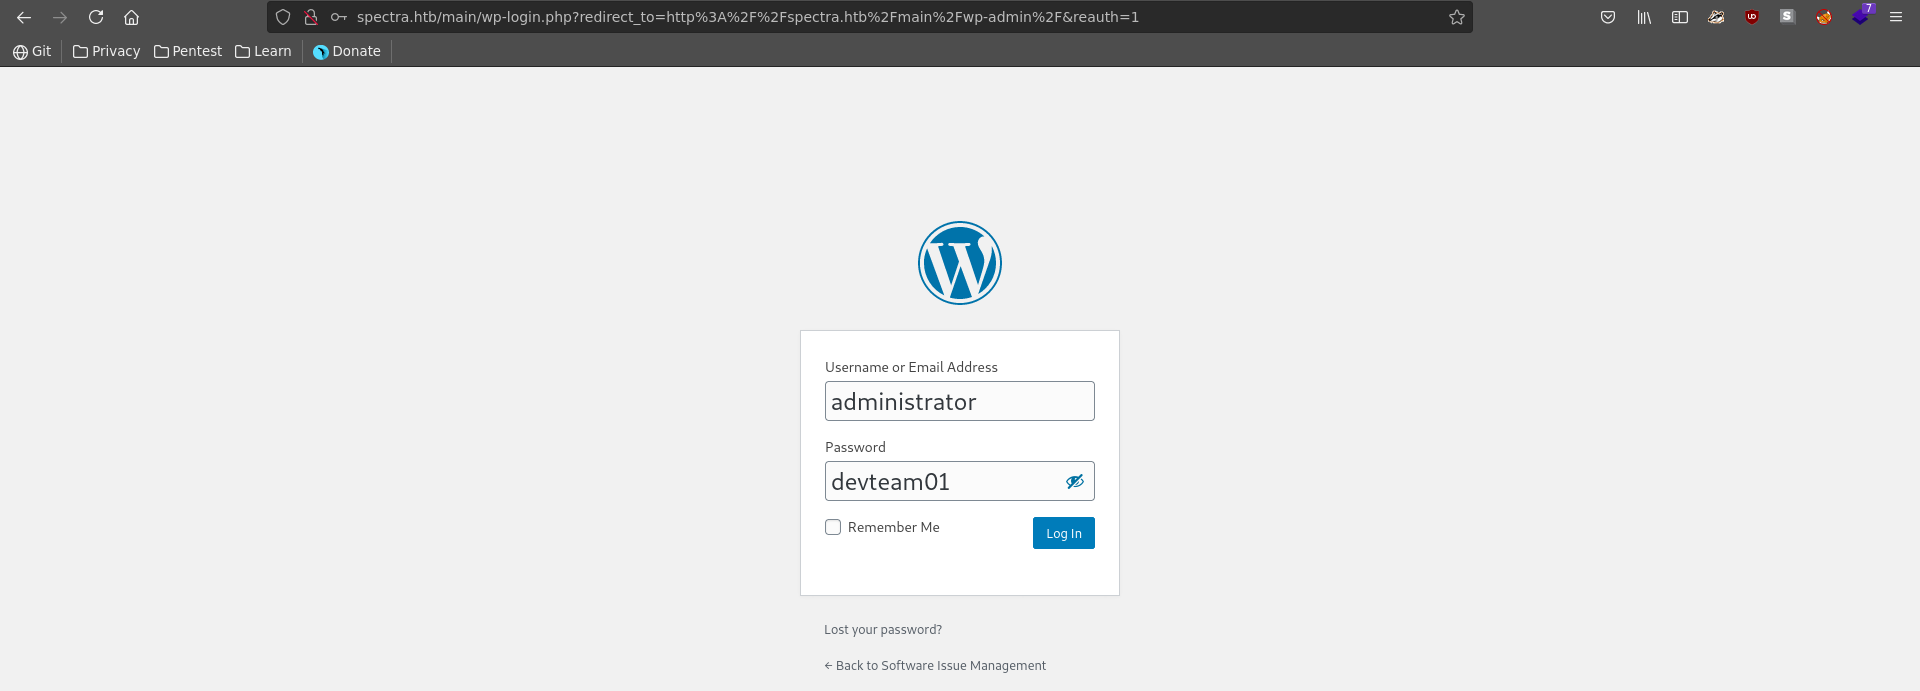 spectra.htb/main/wp-login.php?redirect_to=http%3A%2F%2Fspectra.htb%2Fmain%2Fwp-admin%2F&reauth=1
7
Git Privacy Pentest Learn Donate
Username or Email Address
administrator
Password
devteam01
Remember Me Log In
Lost your password?
← Back to Software Issue Management